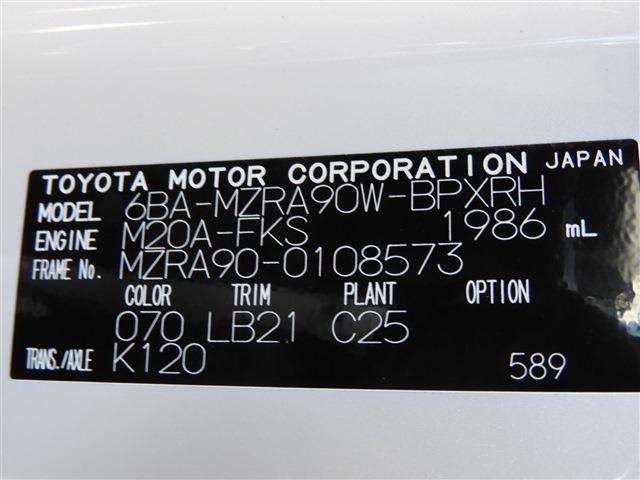 TOYOTA MOTOR CORPORATION JAPAN
MODEL 6BA-MZRA90W-BPXRH
ENGINE M20A-FKS 1986 mL
FRAME No. MZRA90-0108573
COLOR TRIM PLANT OPTION
070 LB21 C25
TRANS./AXLE K120 589